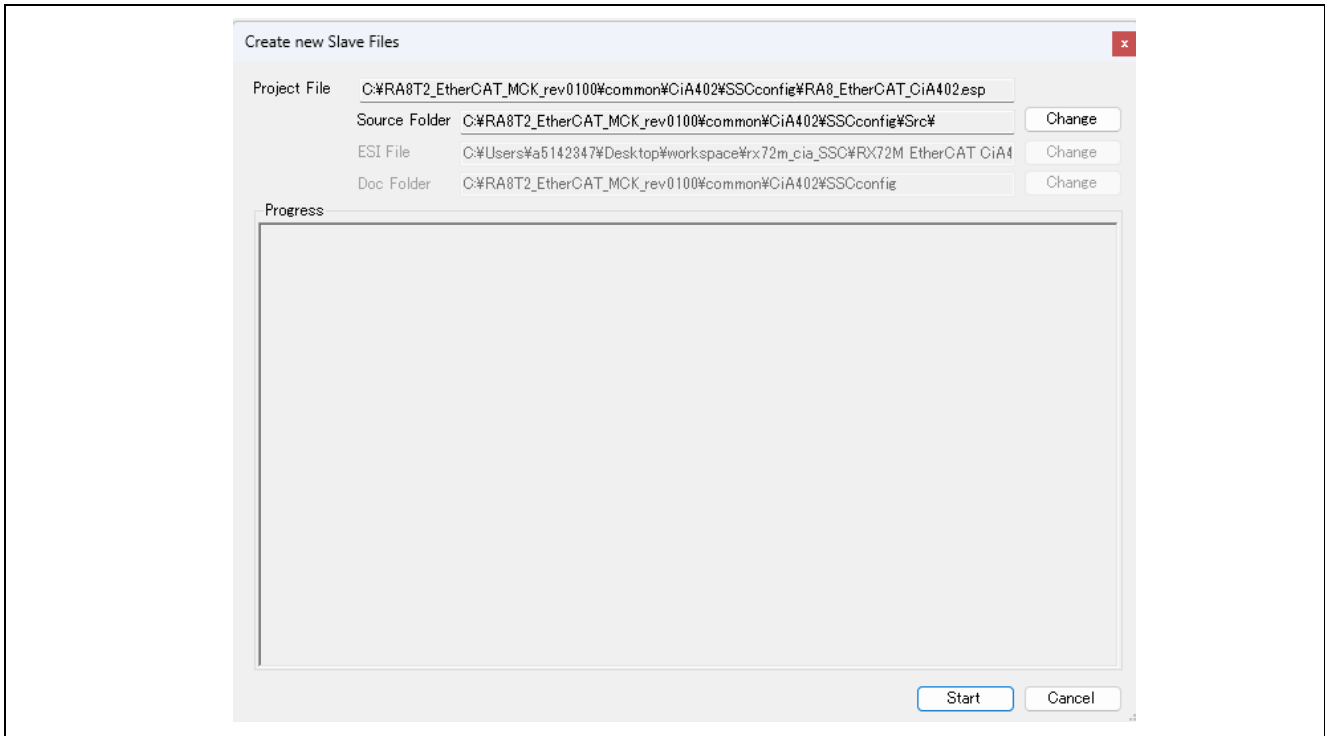 Create new Slave Files
x
Project File C:¥RA8T2_EtherCAT_MCK_rev0100¥common¥CiA402¥SSCconfig¥RA8_EtherCAT_CiA402.esp
Source Folder C:¥RA8T2_EtherCAT_MCK_rev0100¥common¥CiA402¥SSCconfig¥Src¥ Change
ESI File C:¥Users¥a5142347¥Desktop¥workspace¥rx72m_cia_SSC¥RX72M EtherCAT CiA4 Change
Doc Folder C:¥RA8T2_EtherCAT_MCK_rev0100¥common¥CiA402¥SSCconfig Change
Progress
Start Cancel